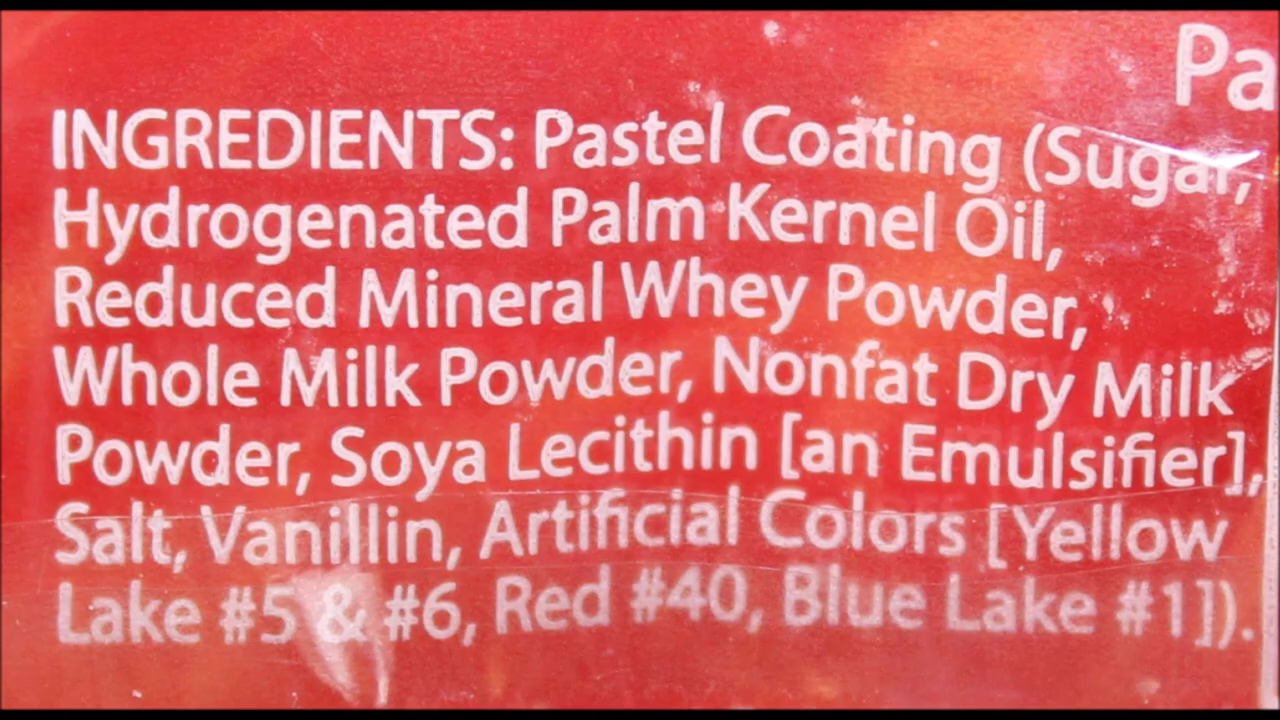 Pa
INGREDIENTS: Pastel Coating (Sugar,
Hydrogenated Palm Kernel Oil,
Reduced Mineral Whey Powder,
Whole Milk Powder, Nonfat Dry Milk
Powder, Soya Lecithin [an Emulsifier],
Salt, Vanillin, Artificial Colors [Yellow
Lake #5 & #6, Red #40, Blue Lake #1]).